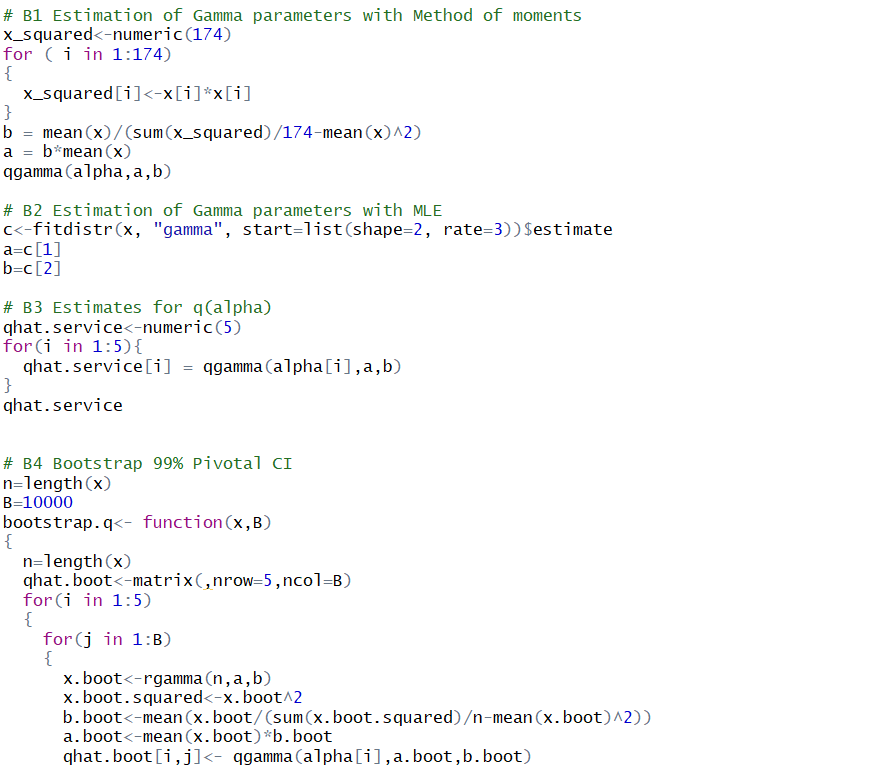 # B1 Estimation of Gamma parameters with Method of moments
x_squared<-numeric(174)
for ( i in 1:174)
{
  x_squared[i]<-x[i]*x[i]
}
b = mean(x)/(sum(x_squared)/174-mean(x)^2)
a = b*mean(x)
qgamma(alpha,a,b)

# B2 Estimation of Gamma parameters with MLE
c<-fitdistr(x, "gamma", start=list(shape=2, rate=3))$estimate
a=c[1]
b=c[2]

# B3 Estimates for q(alpha)
qhat.service<-numeric(5)
for(i in 1:5){
  qhat.service[i] = qgamma(alpha[i],a,b)
}
qhat.service

# B4 Bootstrap 99% Pivotal CI
n=length(x)
B=10000
bootstrap.q<- function(x,B)
{
  n=length(x)
  qhat.boot<-matrix(,nrow=5,ncol=B)
  for(i in 1:5)
  {
    for(j in 1:B)
    {
      x.boot<-rgamma(n,a,b)
      x.boot.squared<-x.boot^2
      b.boot<-mean(x.boot/(sum(x.boot.squared)/n-mean(x.boot)^2))
      a.boot<-mean(x.boot)*b.boot
      qhat.boot[i,j]<- qgamma(alpha[i],a.boot,b.boot)